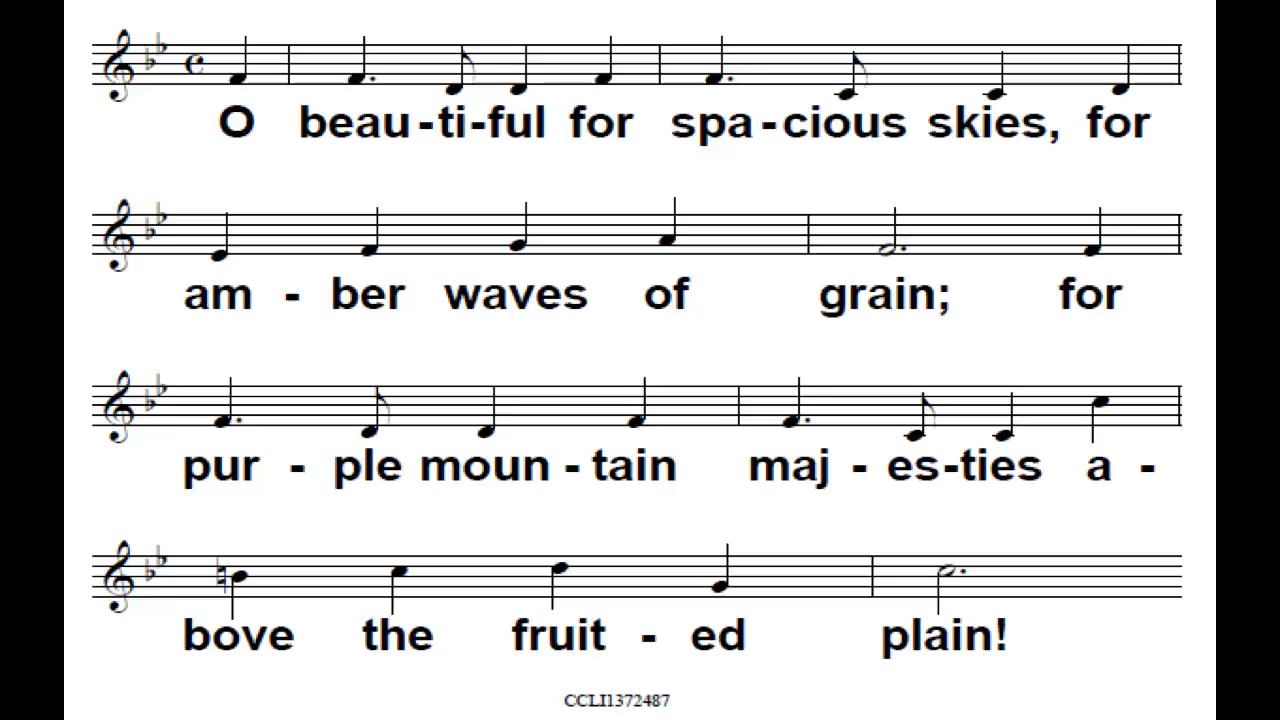 O beau-ti-ful for spa-cious skies, for
am - ber waves of grain; for
pur - ple moun-tain maj - es-ties a -
bove the fruit - ed plain!
CCLI1372487